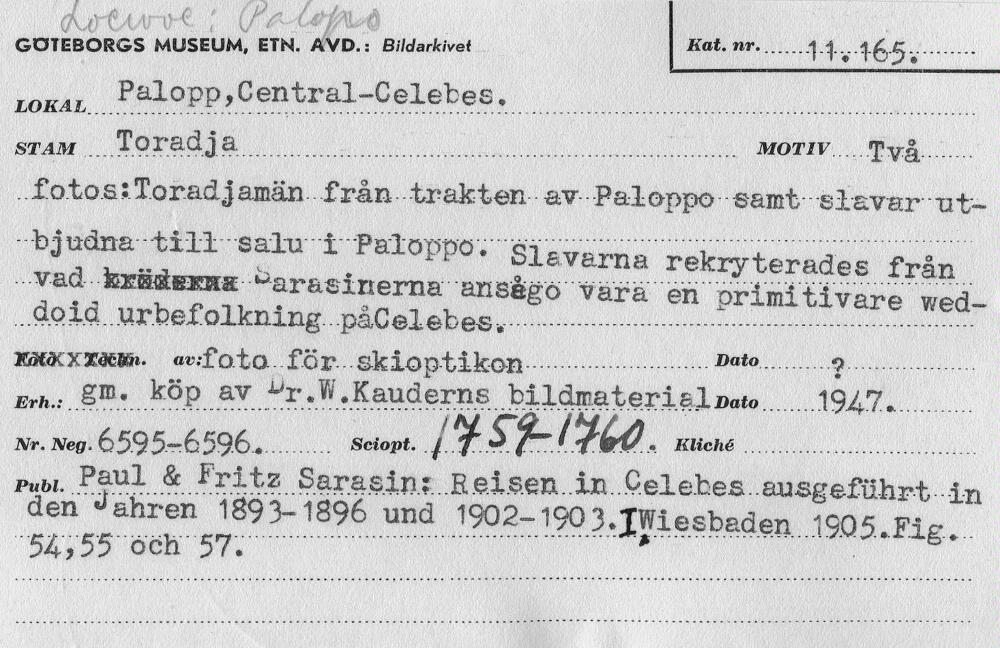 Loewoe: Palopo
GÖTEBORGS MUSEUM, ETN. AVD.: Bildarkivet
Kat. nr. 11.165.
LOKAL Palopp,Central-Celebes.
STAM Toradja MOTIV Två
fotos:Toradjamän från trakten av Paloppo samt slavar ut-
bjudna till salu i Paloppo. Slavarna rekryterades från
vad Sarasinerna ansågo vara en primitivare wed-
doid urbefolkning påCelebes.
Foto Teckn. av:foto för skioptikon Dato ?
Erh.: gm. köp av Dr.W.Kauderns bildmaterial Dato 1947.
Nr. Neg. 6595-6596. Sciopt. 1759-1760. Kliché
Publ. Paul & Fritz Sarasin: Reisen in Celebes ausgeführt in
den Jahren 1893-1896 und 1902-1903.I Wiesbaden 1905.Fig.
54,55 och 57.